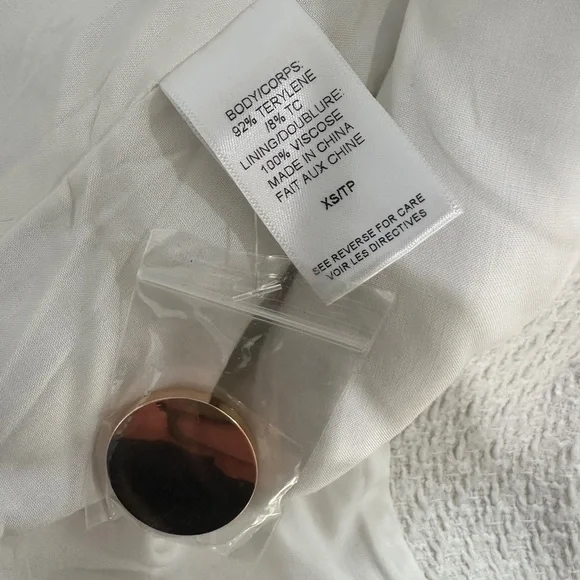 BODY/CORPS:
92% TERYLENE
/8% TC
LINING/DOUBLURE:
100% VISCOSE
MADE IN CHINA
FAIT AUX CHINE
XS/TP
SEE REVERSE FOR CARE
VOIR LES DIRECTIVES